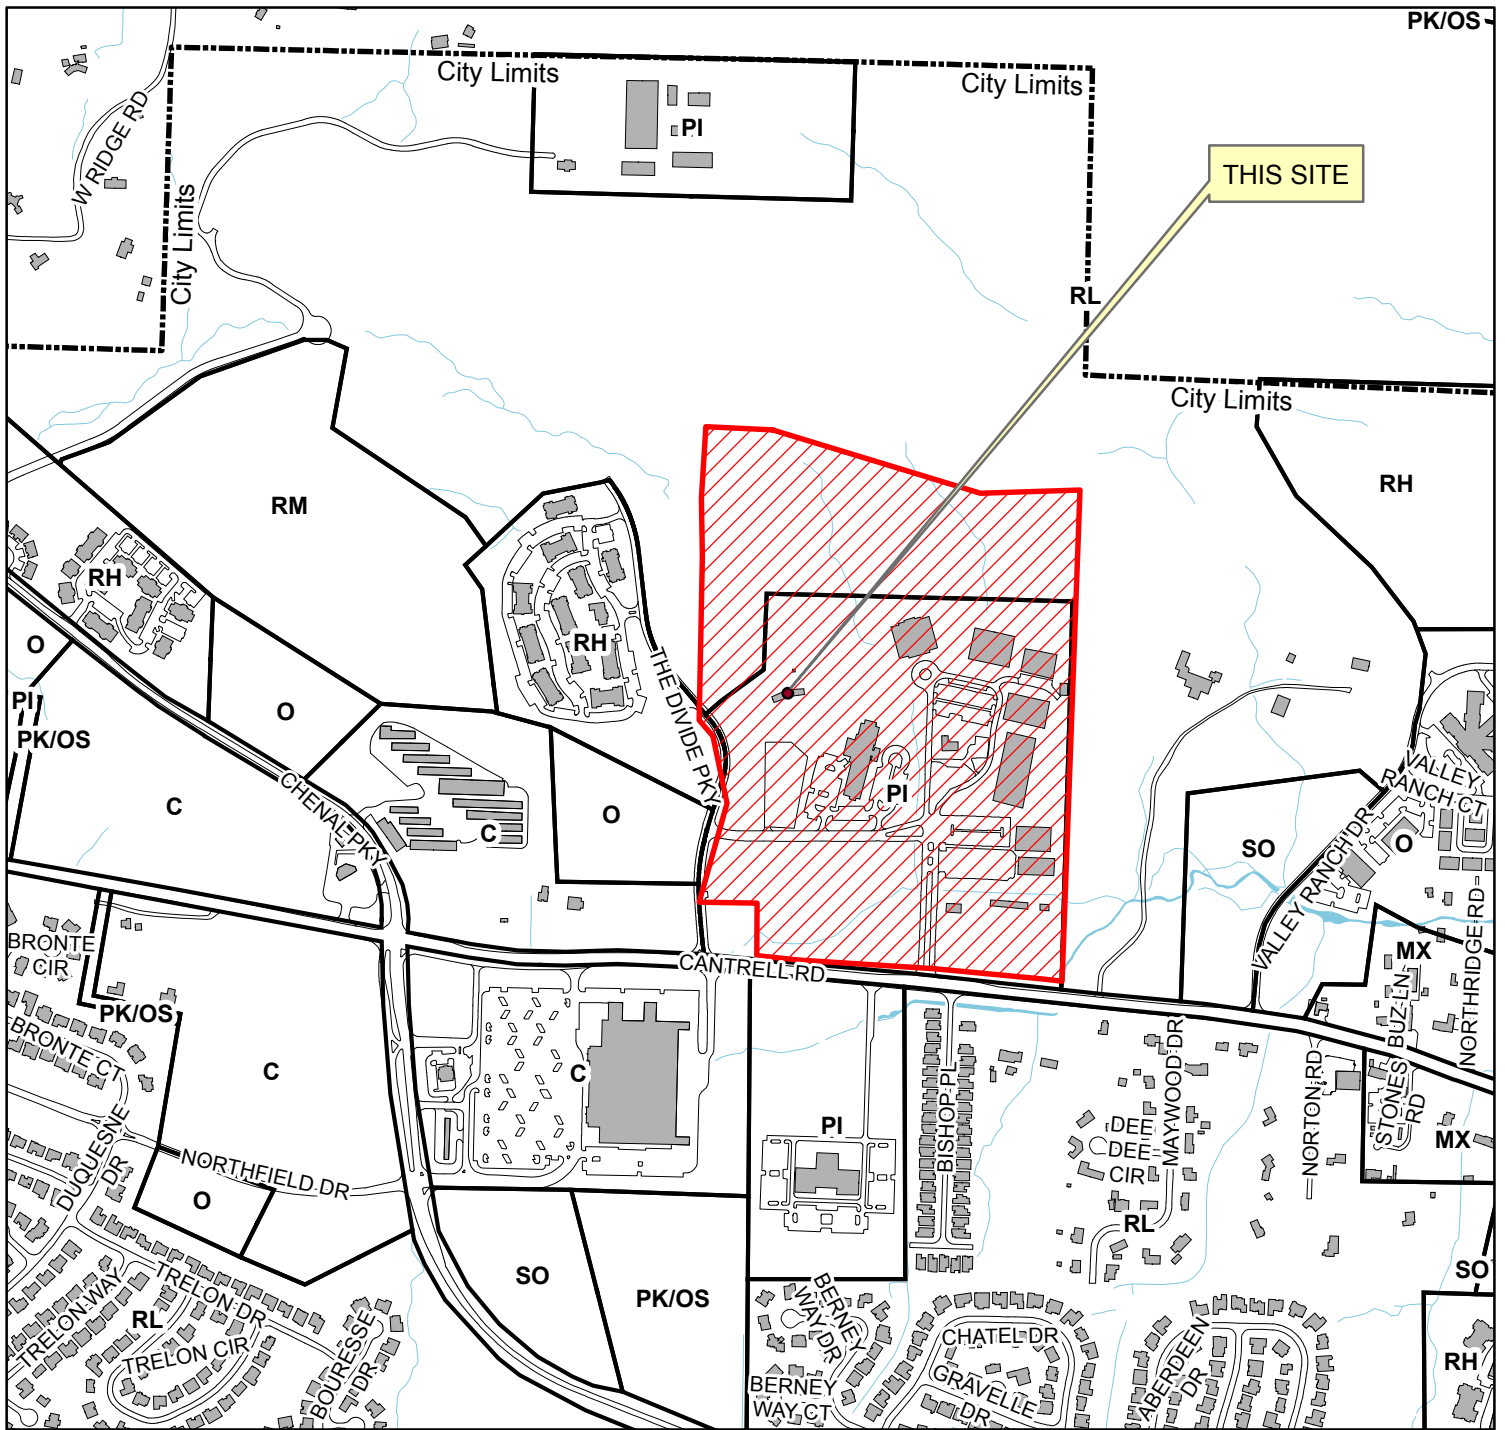 PK/OS
City Limits
City Limits
PI
W RIDGE RD
THIS SITE
City Limits
RL
City Limits
RH
RM
RH
O
RH
THE DIVIDE PKY
PI
PK/OS
O
C
CHENAL PKY
C
O
PI
VALLEY
RANCH CT
SO
O
VALLEY RANCH DR
NORTHRIDGE RD
MX
BRONTE
CIR
CANTRELL RD
PK/OS
BRONTE CT
C
C
BISHOP PL
MAYWOOD DR
NORTON RD
STONES
RD
BUZ LN
MX
DEE
DEE
CIR
PI
DUQUESNE
DR
NORTHFIELD DR
O
RL
SO
PK/OS
SO
TRELON DR
TRELON WAY
RL
TRELON CIR
BOURESSE
DR
BERNEY
WAY DR
CHATEL DR
GRAVELLE
DR
ABERDEEN
DR
BERNEY
WAY CT
RH